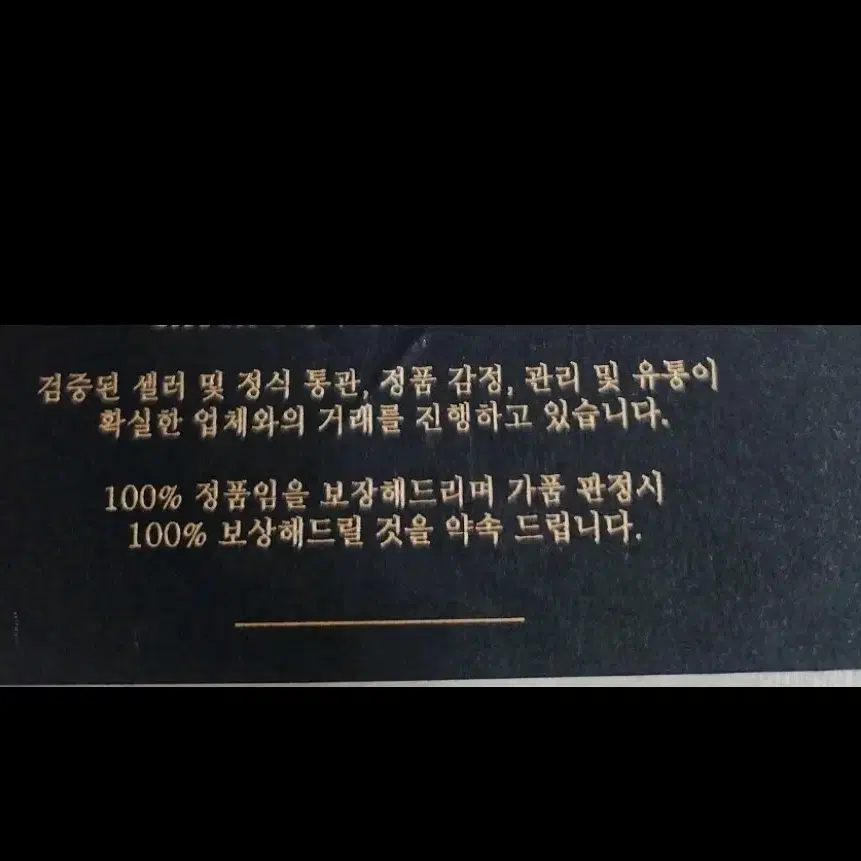 검증된 셀러 및 정식 통관, 정품 감정, 관리 및 유통이
확실한 업체와의 거래를 진행하고 있습니다.
100% 정품임을 보장해드리며 가품 판정시
100% 보상해드릴 것을 약속 드립니다.